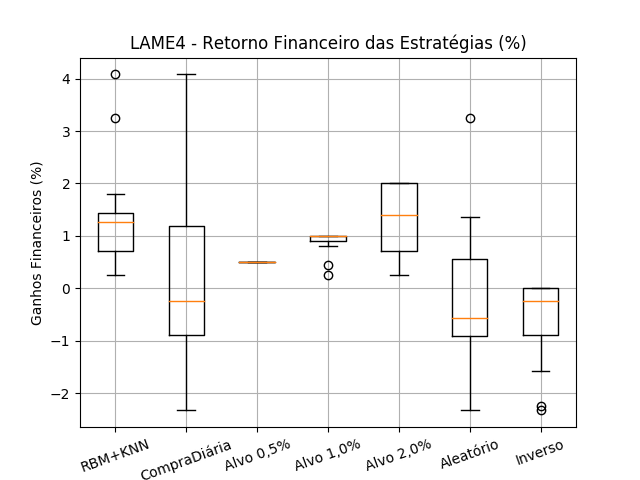 LAME4 - Retorno Financeiro das Estratégias (%)
Ganhos Financeiros (%)
4
3
2
1
0
−1
−2
RBM+KNN
CompraDiária
Alvo 0,5%
Alvo 1,0%
Alvo 2,0%
Aleatório
Inverso